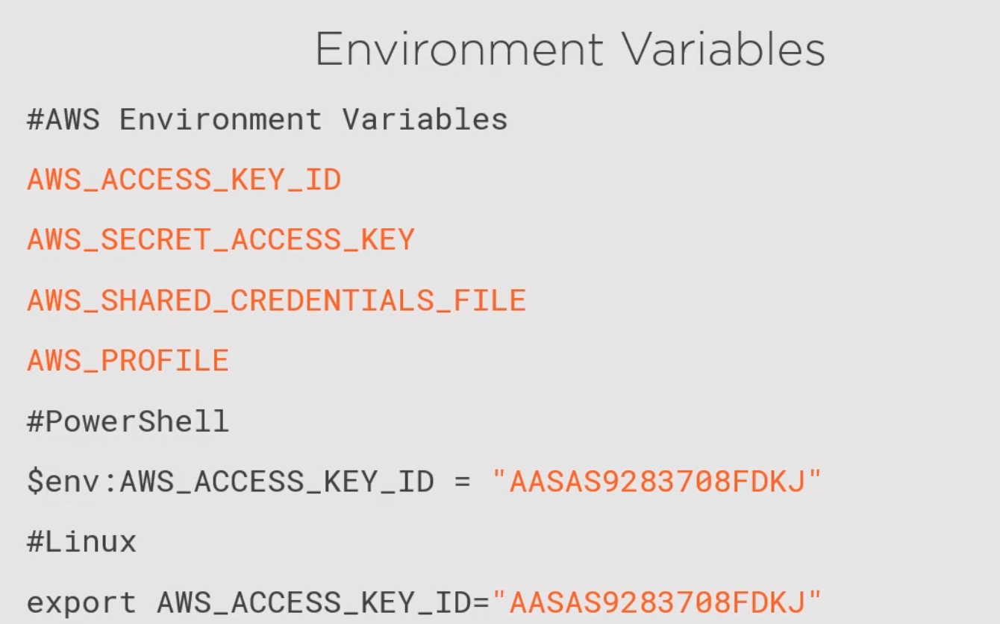 Environment Variables
#AWS Environment Variables
AWS_ACCESS_KEY_ID
AWS_SECRET_ACCESS_KEY
AWS_SHARED_CREDENTIALS_FILE
AWS_PROFILE
#PowerShell
$env:AWS_ACCESS_KEY_ID = "AASAS9283708FDKJ"
#Linux
export AWS_ACCESS_KEY_ID="AASAS9283708FDKJ"